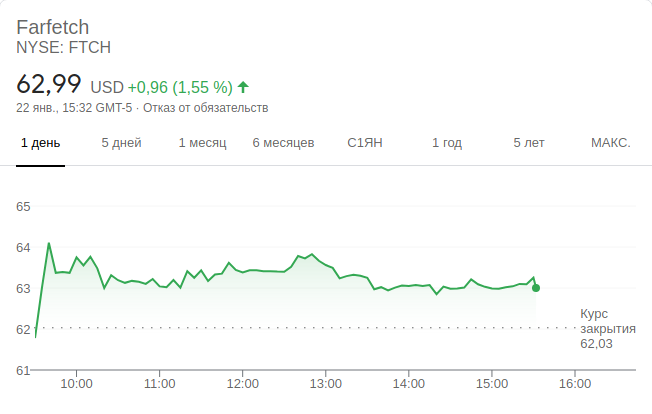 Farfetch
NYSE: FTCH
62,99 USD +0,96 (1,55 %)
22 янв., 15:32 GMT-5 · Отказ от обязательств
1 день 5 дней 1 месяц 6 месяцев С1ЯН 1 год 5 лет МАКС.
65
64
63
62
61
Курс
закрытия
62,03
10:00 11:00 12:00 13:00 14:00 15:00 16:00